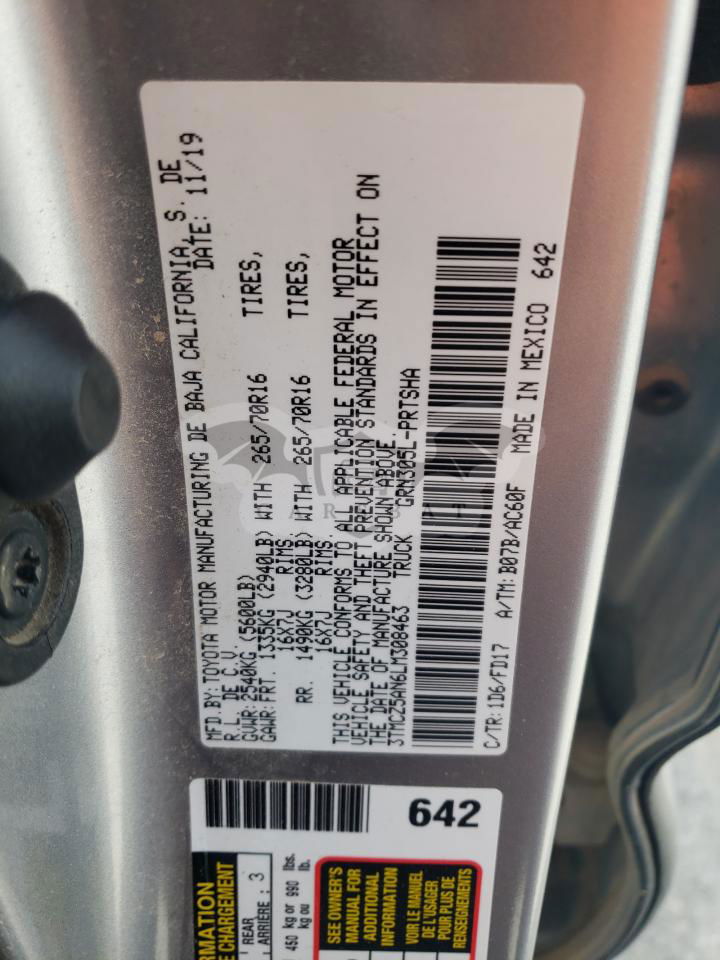 MFD.BY:TOYOTA MOTOR MANUFACTURING DE BAJA CALIFORNIA, S. DE
R.L. DE C.V. DATE: 11/19
GVWR: 2540KG (5600LB)
GAWR: FRT. 1335KG (2940LB) WITH 265/70R16 TIRES,
16X7J RIMS.
RR. 1490KG (3280LB) WITH 265/70R16 TIRES,
16X7J RIMS.
THIS VEHICLE CONFORMS TO ALL APPLICABLE FEDERAL MOTOR
VEHICLE SAFETY AND THEFT PREVENTION STANDARDS IN EFFECT ON
THE DATE OF MANUFACTURE SHOWN ABOVE.
3TMCZ5AN6LM308463 TRUCK GRN305L-PRTSHA
C/TR: 1D6/FD17 A/TM: B07B/AC60F MADE IN MEXICO 642
642
REAR
ARRIERE : 3
450 kg or 990 lbs.
kg ou lb.
SEE OWNER'S
MANUAL FOR
ADDITIONAL
INFORMATION
VOIR LE MANUEL
DE L'USAGER
POUR PLUS DE
RENSEIGNEMENTS